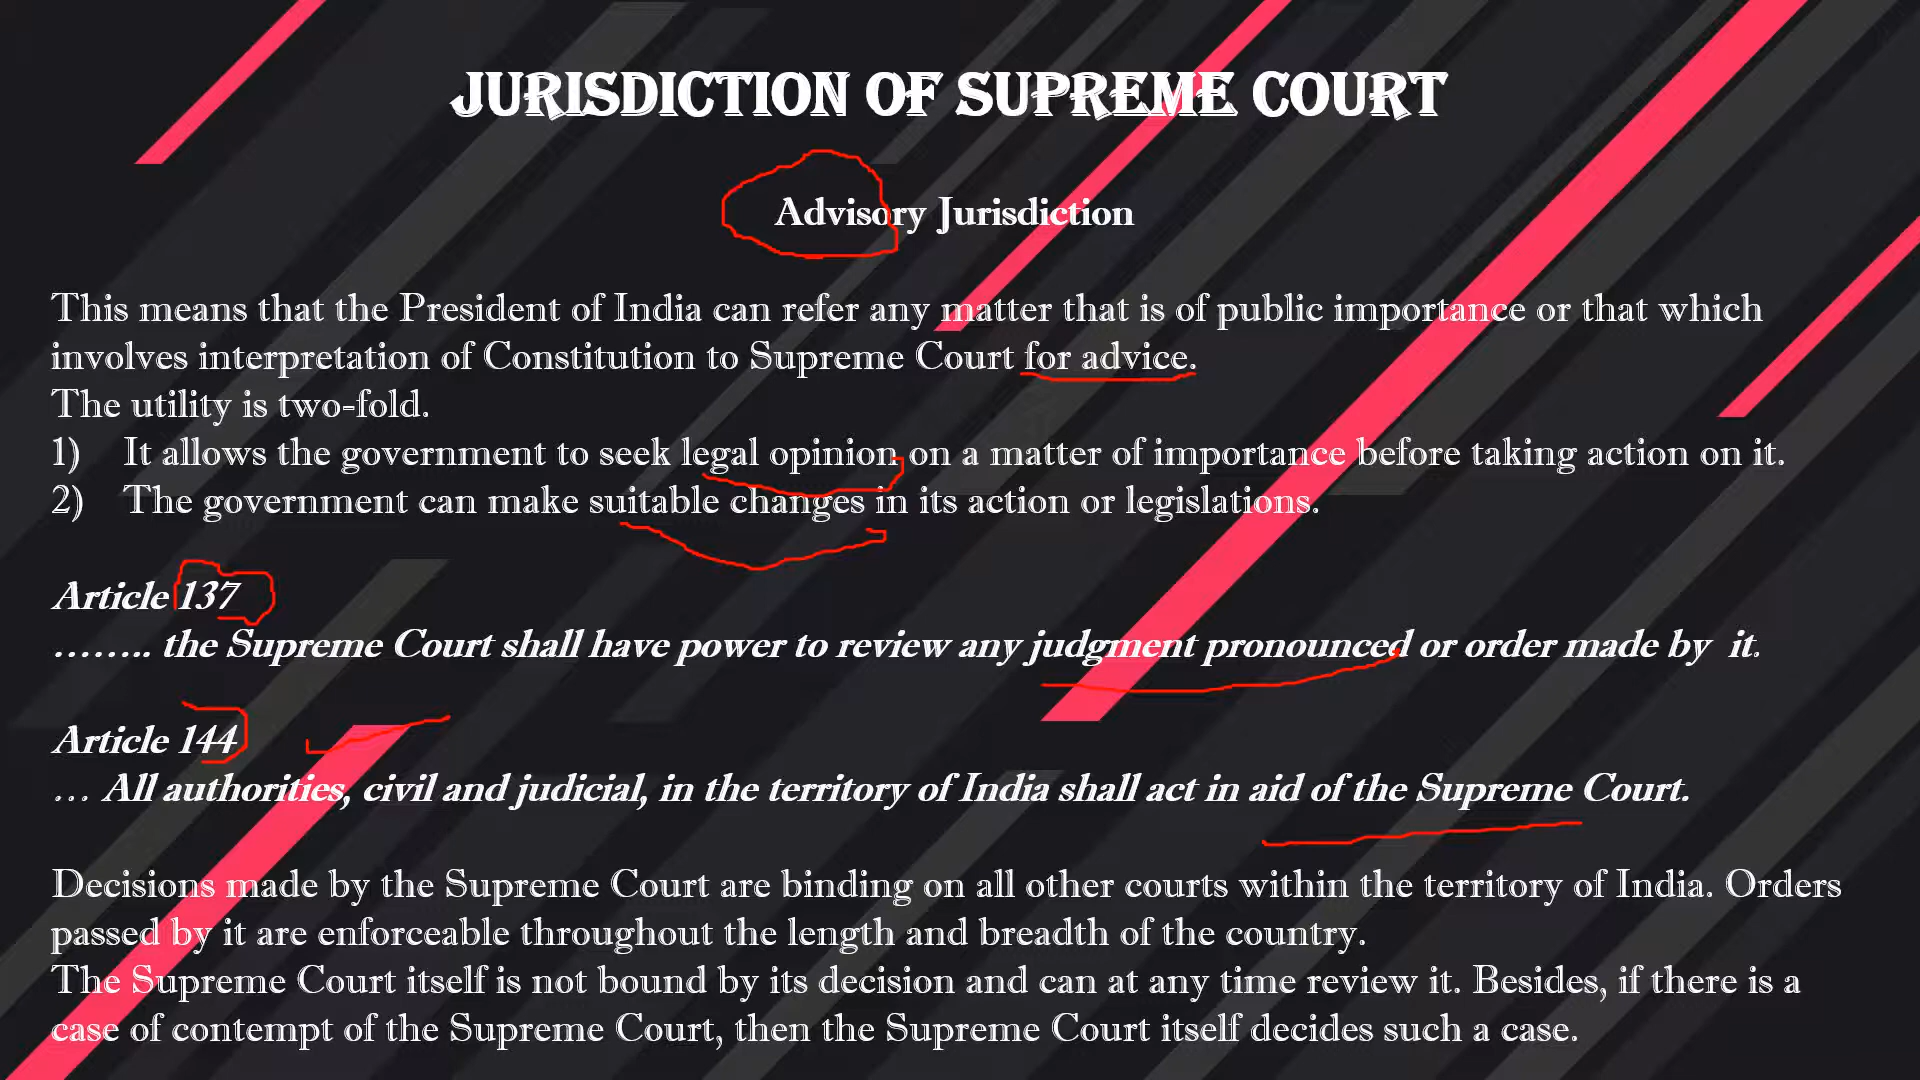 JURISDICTION OF SUPREME COURT
Advisory Jurisdiction
This means that the President of India can refer any matter that is of public importance or that which
involves interpretation of Constitution to Supreme Court for advice.
The utility is two-fold.
1) It allows the government to seek legal opinion on a matter of importance before taking action on it.
2) The government can make suitable changes in its action or legislations.
Article 137
…….. the Supreme Court shall have power to review any judgment pronounced or order made by it.
Article 144
… All authorities, civil and judicial, in the territory of India shall act in aid of the Supreme Court.
Decisions made by the Supreme Court are binding on all other courts within the territory of India. Orders
passed by it are enforceable throughout the length and breadth of the country.
The Supreme Court itself is not bound by its decision and can at any time review it. Besides, if there is a
case of contempt of the Supreme Court, then the Supreme Court itself decides such a case.